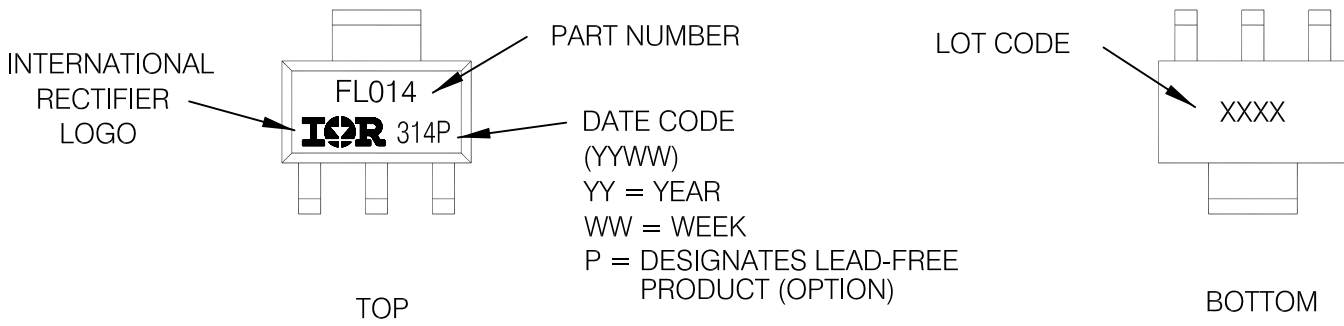 INTERNATIONAL
RECTIFIER
LOGO
FL014
IOR 314P
PART NUMBER
DATE CODE
(YYWW)
YY = YEAR
WW = WEEK
P = DESIGNATES LEAD-FREE
PRODUCT (OPTION)
TOP
LOT CODE
XXXX
BOTTOM